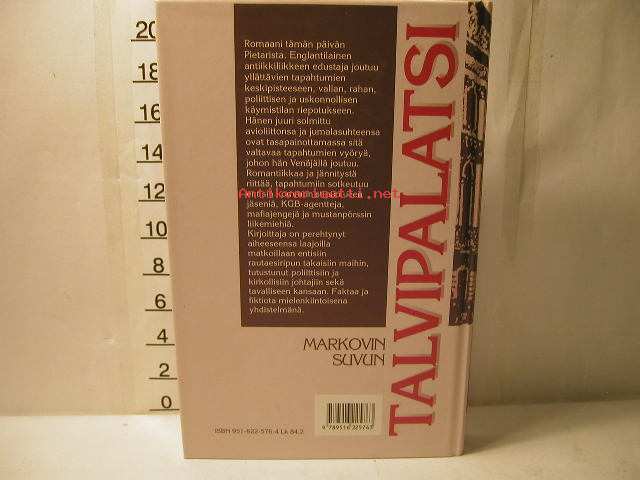 20
18
16
14
12
10
8
6
4
2
0
Romaani tämän päivän
Pietarista. Englantilainen
antiikkiliikkeen edustaja joutuu
yllättävien tapahtumien
keskipisteeseen, vallan, rahan,
poliittisen ja uskonnollisen
käymistilan riepotukseen.
Hänen juuri solmittu
avioliittonsa ja jumalasuhteensa
ovat tasapainottamassa sitä
valtavaa tapahtumien vyöryä,
johon hän Venäjällä joutuu.
Romantiikkaa ja jännitystä
riittää, tapahtumiin sotkeutuu
jäseniä, KGB-agentteja,
mafiajengejä ja mustanpörssin
liikemiehiä.
Kirjoittaja on perehtynyt
aiheeseensa laajoilla
matkoillaan entisiin
rautaesiripun takaisiin maihin,
tutustunut poliittisiin ja
kirkollisiin johtajiin sekä
tavalliseen kansaan. Faktaa ja
fiktiota mielenkiintoisena
yhdistelmänä.
MARKOVIN
SUVUN
TALVIPALATSI
ISBN 951-622-576-4 Lk 84.2